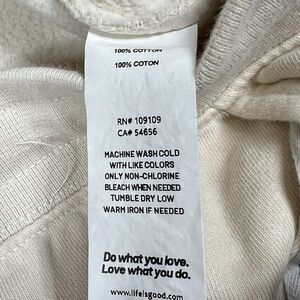 100% COTTON
100% COTON
RN# 109109
CA# 54656
MACHINE WASH COLD
WITH LIKE COLORS
ONLY NON-CHLORINE
BLEACH WHEN NEEDED
TUMBLE DRY LOW
WARM IRON IF NEEDED
Do what you love.
Love what you do.
www.lifeisgood.com